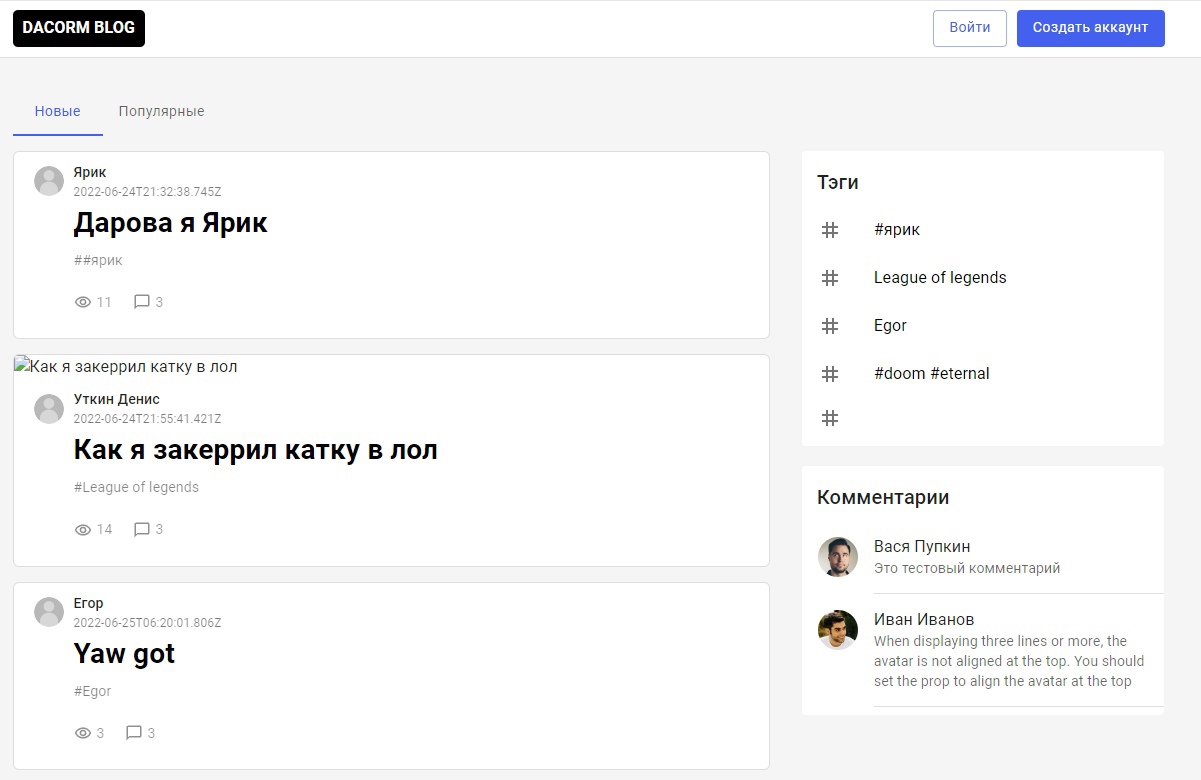 DACORM BLOG
Войти
Создать аккаунт
Новые
Популярные
Ярик
2022-06-24T21:32:38.745Z
Дарова я Ярик
##ярик
11
3
Как я закеррил катку в лол
Уткин Денис
2022-06-24T21:55:41.421Z
Как я закеррил катку в лол
#League of legends
14
3
Егор
2022-06-25T06:20:01.806Z
Yaw got
#Egor
3
3
Тэги
#ярик
League of legends
Egor
#doom #eternal
Комментарии
Вася Пупкин
Это тестовый комментарий
Иван Иванов
When displaying three lines or more, the
avatar is not aligned at the top. You should
set the prop to align the avatar at the top